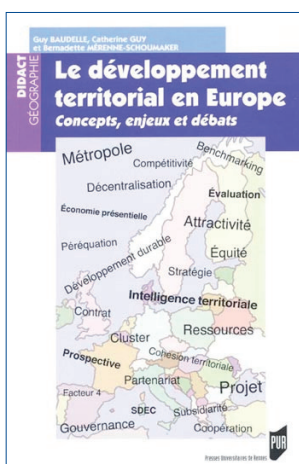 Guy BAUDELLE, Catherine GUY
et Bernadette MÉRENNE-SCHOUMAKER
DIDACT
GÉOGRAPHIE
Le développement
territorial en Europe
Concepts, enjeux et débats
Métropole
Benchmarking
Compétitivité
Décentralisation
Évaluation
Économie présentielle
Attractivité
Péréquation
Développement durable
Équité
Stratégie
Intelligence territoriale
Contrat
Ressources
Cluster
Prospective
Cohésion territoriale
Partenariat
Projet
Facteur 4
SDEC
Subsidiarité
Gouvernance
Coopération
PUR
Presses Universitaires de Rennes